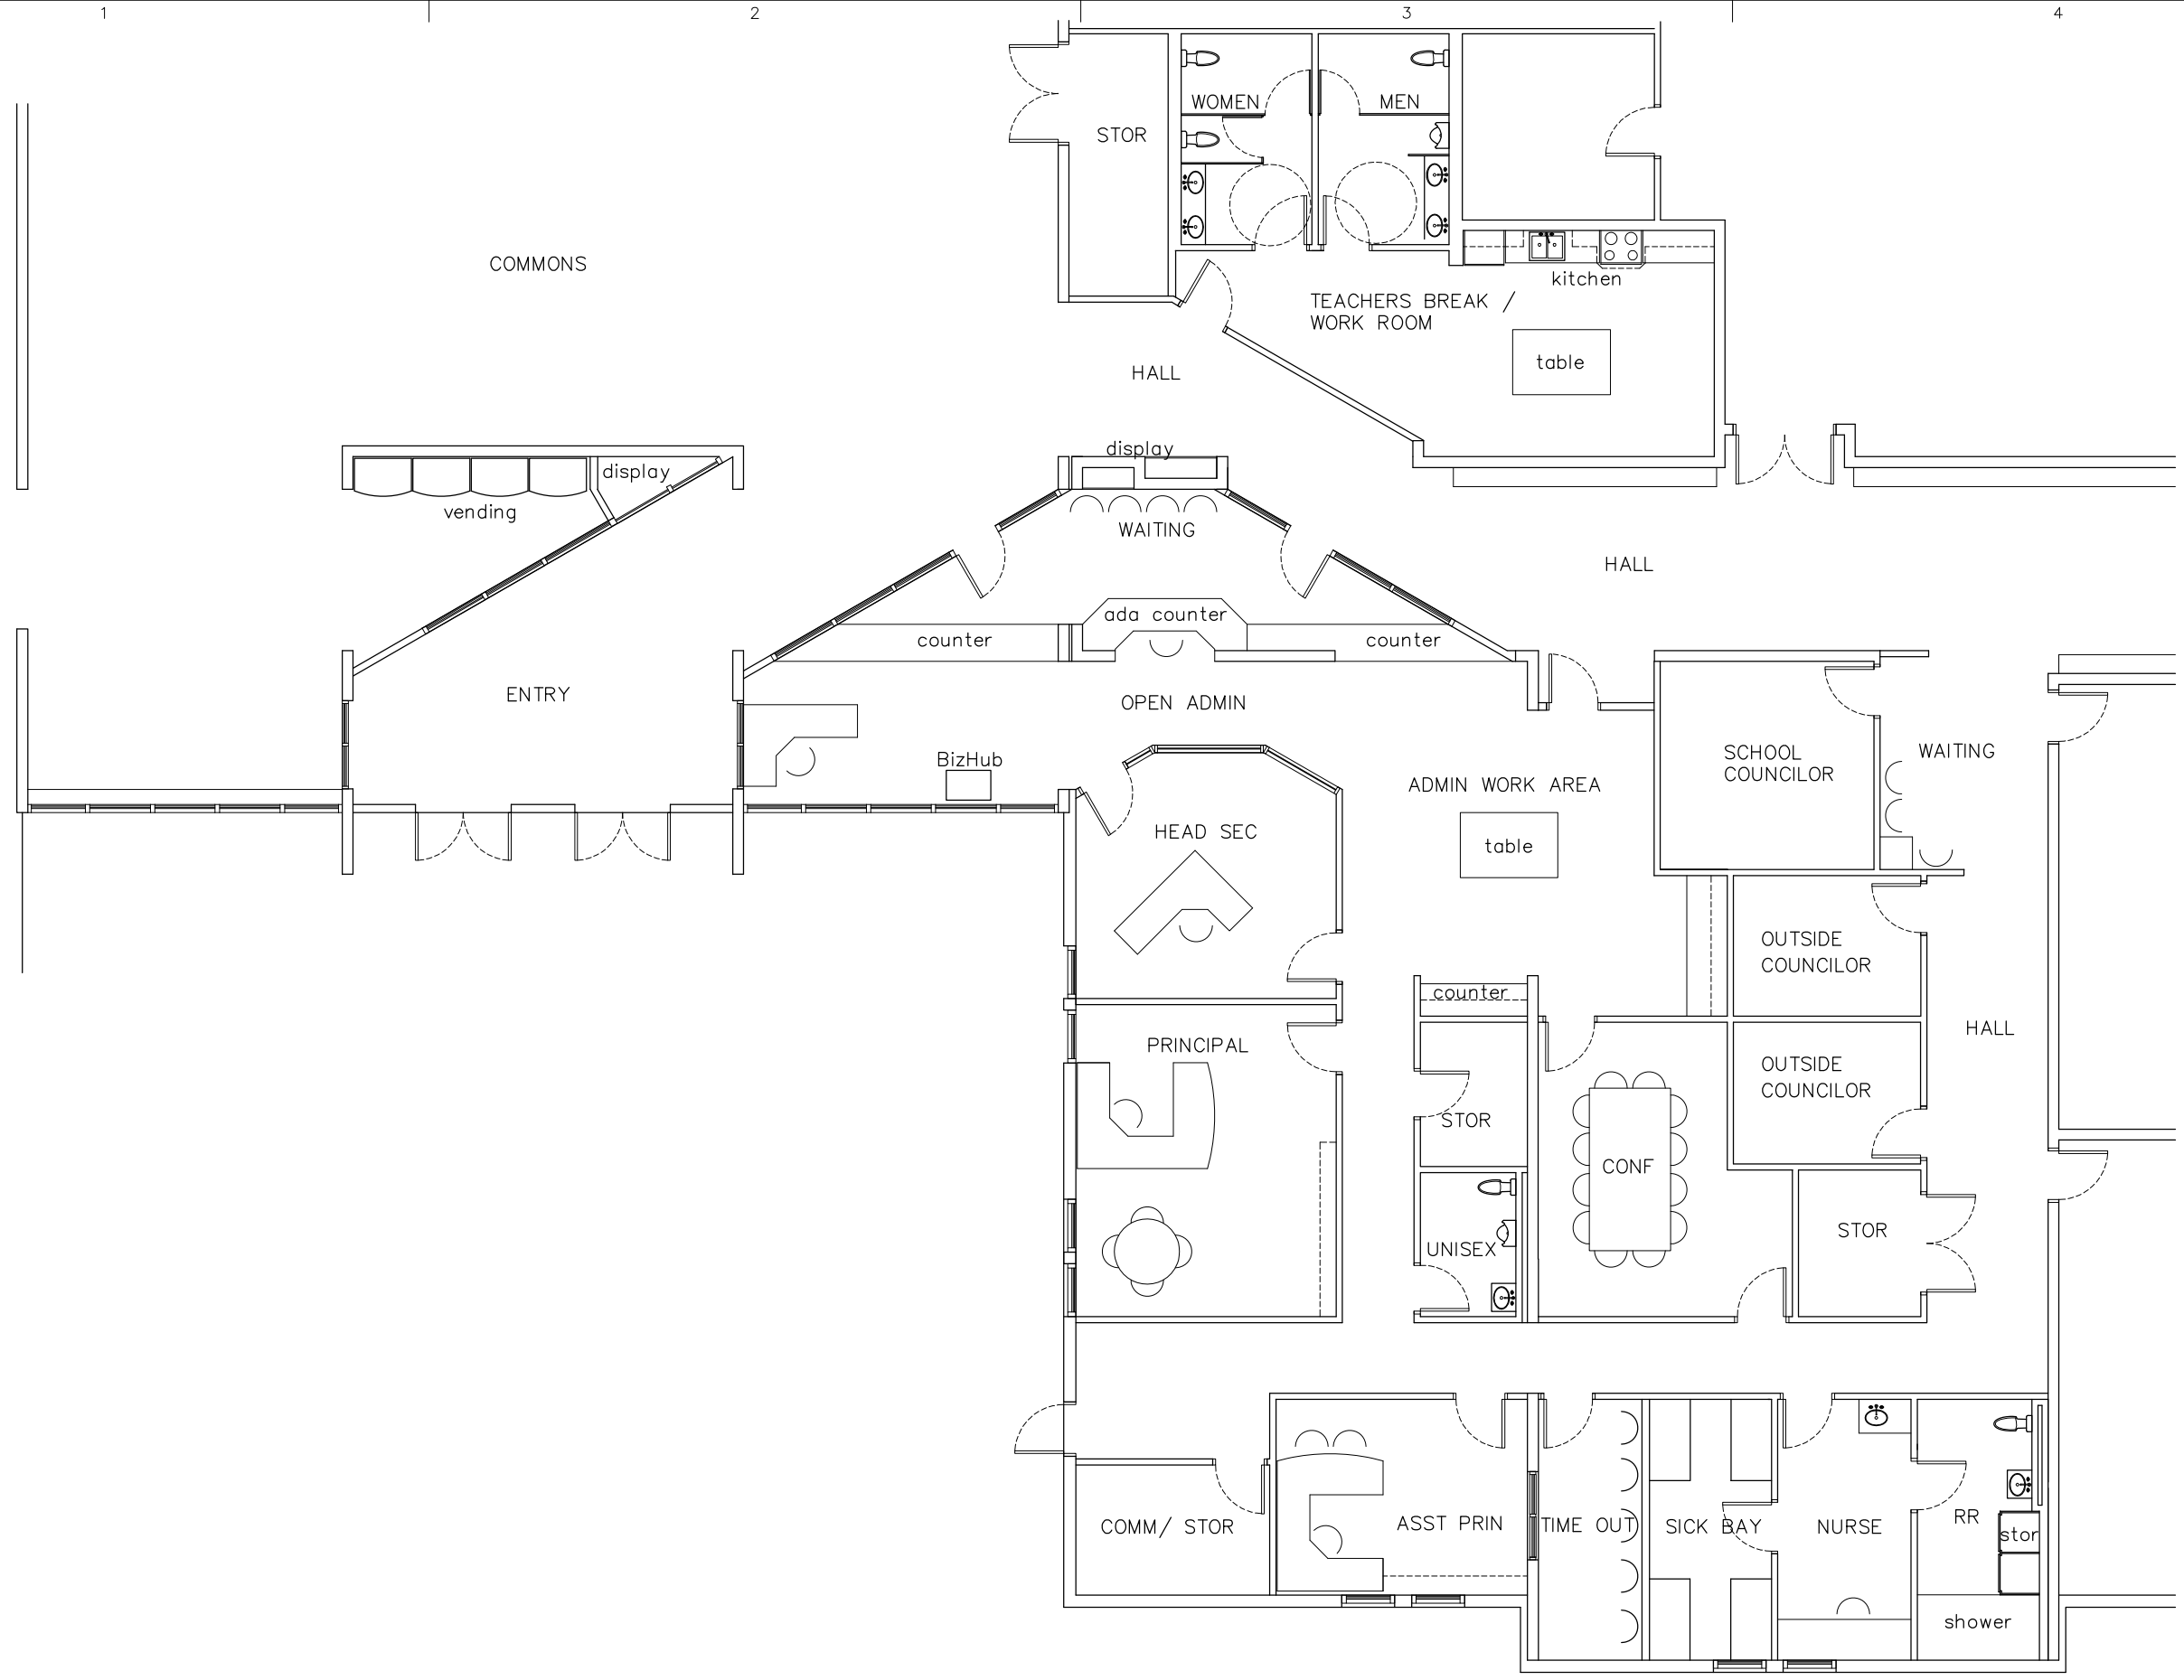 1
2
3
4
WOMEN
MEN
STOR
COMMONS
kitchen
TEACHERS BREAK /
WORK ROOM
table
HALL
display
display
vending
WAITING
HALL
ada counter
counter
counter
ENTRY
OPEN ADMIN
BizHub
SCHOOL
COUNCILOR
WAITING
ADMIN WORK AREA
HEAD SEC
table
OUTSIDE
COUNCILOR
counter
HALL
PRINCIPAL
OUTSIDE
COUNCILOR
STOR
CONF
STOR
UNISEX
COMM/ STOR
ASST PRIN
TIME OUT
SICK BAY
NURSE
RR
stor
shower